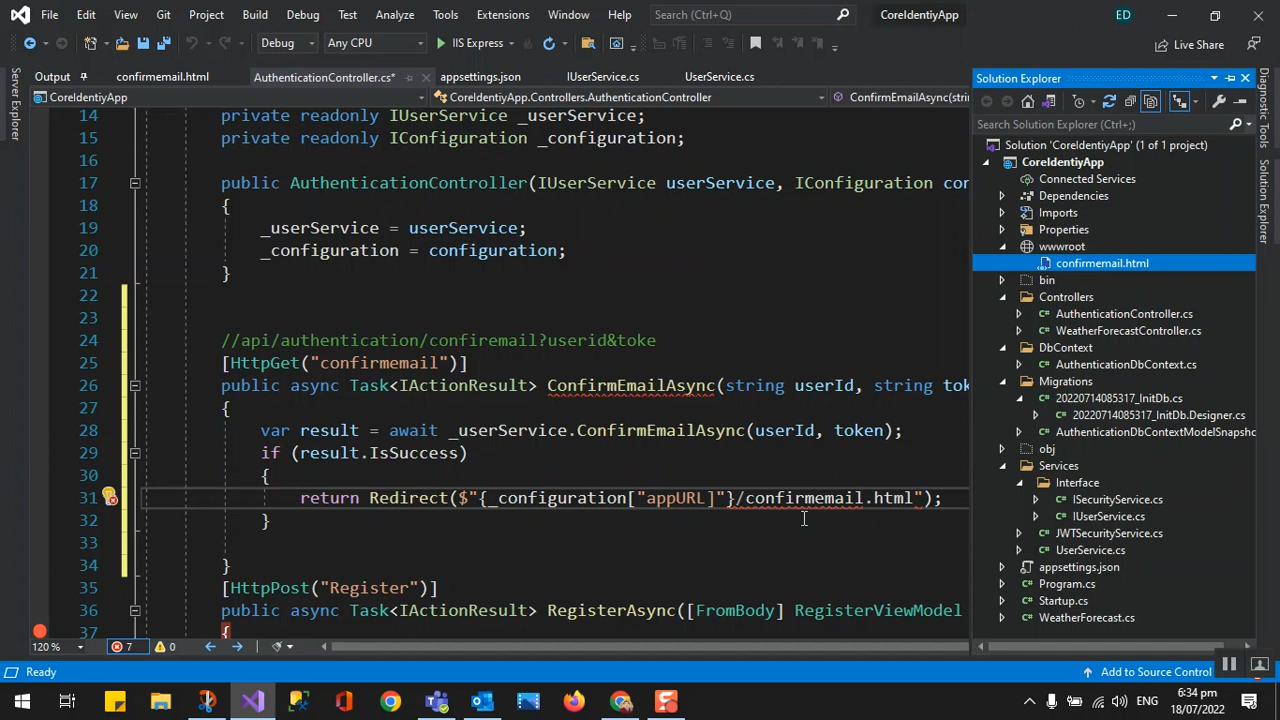 File Edit View Git Project Build Debug Test Analyze Tools Extensions Window Help Search (Ctrl+Q) CoreIdentiyApp ED
Debug Any CPU IIS Express Live Share
Output confirmemail.html AuthenticationController.cs* appsettings.json IUserService.cs UserService.cs
CoreIdentiyApp CoreIdentiyApp.Controllers.AuthenticationController ConfirmEmailAsync(strin
Server Explorer
14 private readonly IUserService _userService;
15 private readonly IConfiguration _configuration;
16
17 public AuthenticationController(IUserService userService, IConfiguration con
18 {
19 _userService = userService;
20 _configuration = configuration;
21 }
22
23
24 //api/authentication/confiremail?userid&toke
25 [HttpGet("confirmemail")]
26 public async Task<IActionResult> ConfirmEmailAsync(string userId, string tok
27 {
28 var result = await _userService.ConfirmEmailAsync(userId, token);
29 if (result.IsSuccess)
30 {
31 return Redirect($"{_configuration["appURL]"}/confirmemail.html");
32 }
33
34 }
35 [HttpPost("Register")]
36 public async Task<IActionResult> RegisterAsync([FromBody] RegisterViewModel
37 {
120 % 7 0
Solution Explorer
Search Solution Explorer (Ctrl+;)
Solution 'CoreIdentiyApp' (1 of 1 project)
CoreIdentiyApp
Connected Services
Dependencies
Imports
Properties
wwwroot
confirmemail.html
bin
Controllers
AuthenticationController.cs
WeatherForecastController.cs
DbContext
AuthenticationDbContext.cs
Migrations
20220714085317_InitDb.cs
20220714085317_InitDb.Designer.cs
AuthenticationDbContextModelSnapsho
obj
Services
Interface
ISecurityService.cs
IUserService.cs
JWTSecurityService.cs
UserService.cs
appsettings.json
Program.cs
Startup.cs
WeatherForecast.cs
Diagnostic Tools
Solution Explorer
Ready Add to Source Control
ENG 6:34 pm
18/07/2022